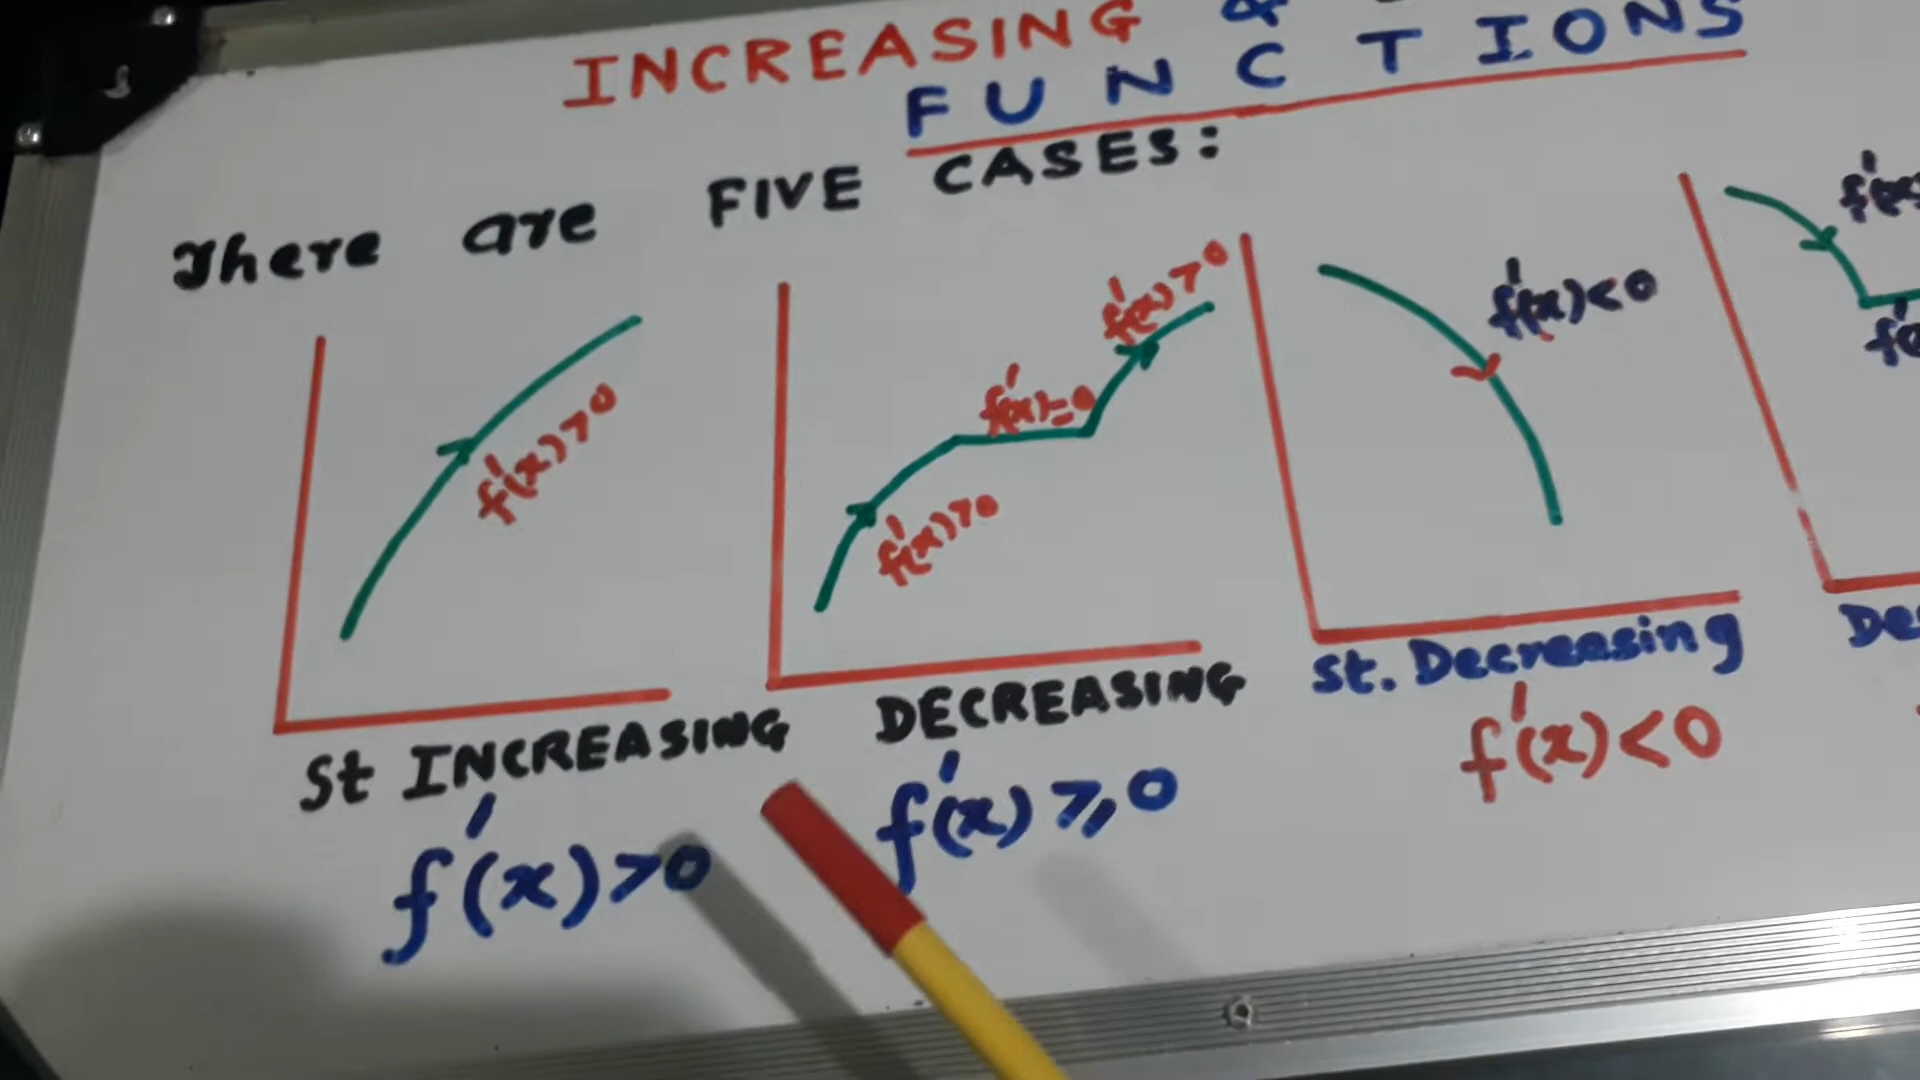 INCREASING &
FUNCTIONS
There are FIVE CASES:
f'(x)>0
f'(x)>0
f'(x)=0
f'(x)>0
f'(x)<0
St INCREASING
f'(x)>0
DECREASING
f'(x)≥0
St. Decreasing
f'(x)<0